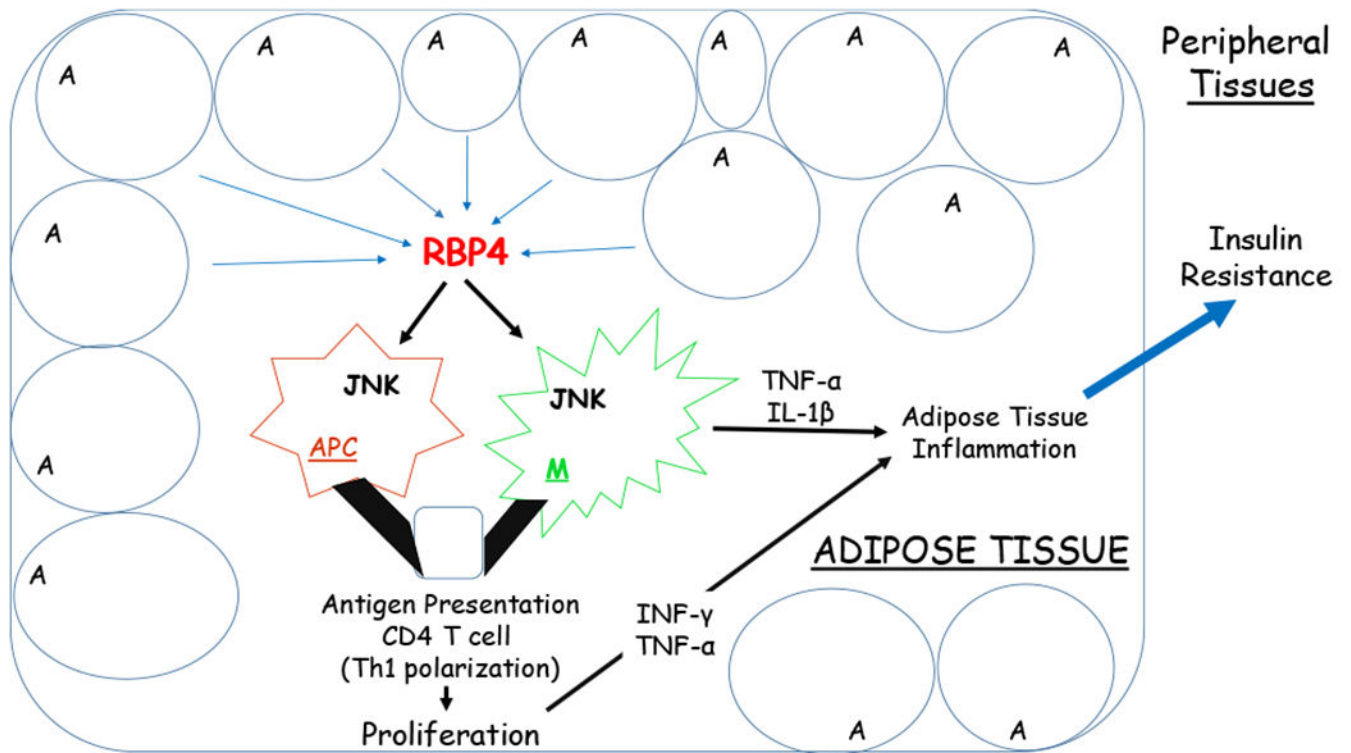 A
A
A
A
A
A
A
Peripheral
Tissues
A
A
A
RBP4
Insulin
Resistance
JNK
JNK
TNF-α
IL-1β
Adipose Tissue
Inflammation
APC
M
A
ADIPOSE TISSUE
A
Antigen Presentation
CD4 T cell
(Th1 polarization)
INF-γ
TNF-α
Proliferation
A
A